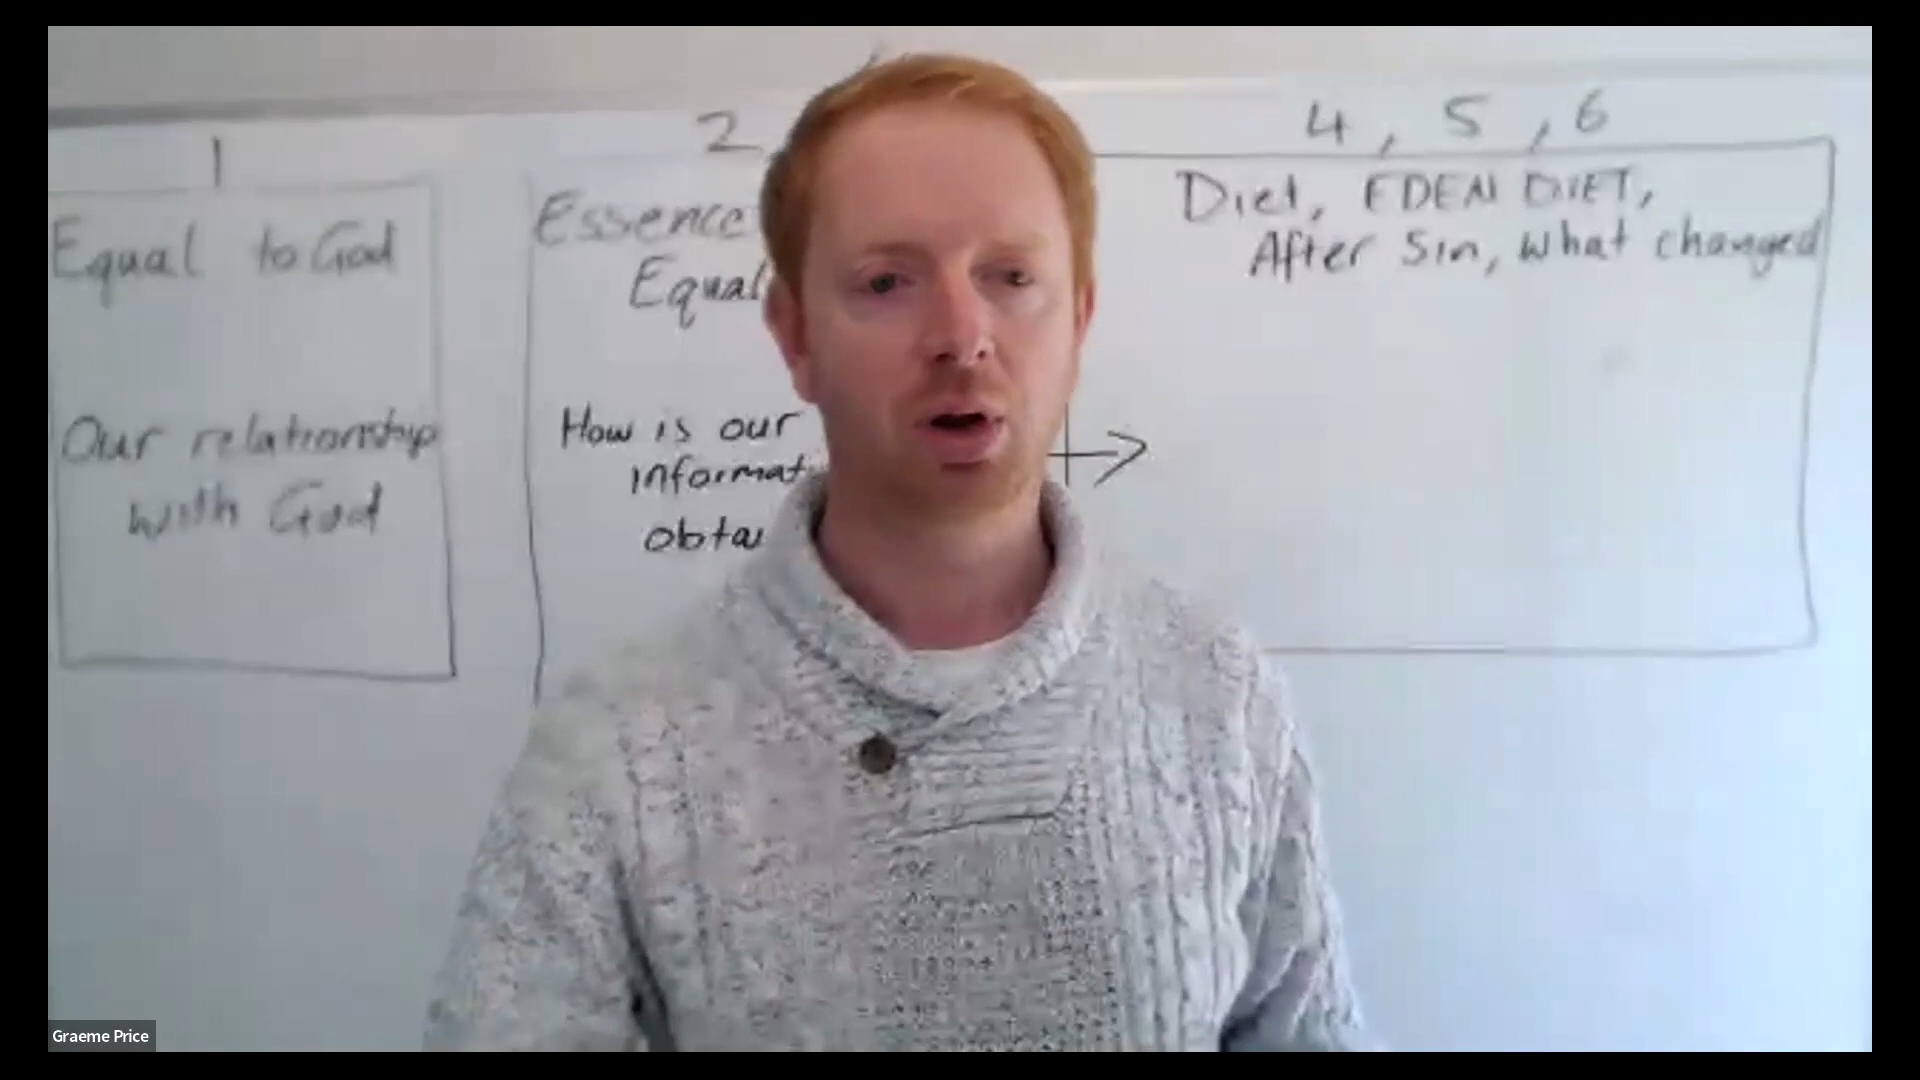 1
Equal to God
Our relationship
with God
2,
Essence
Equal
How is our
informat
obtai
4, 5, 6
Diet, EDEN DIET,
After Sin, what changed
Graeme Price